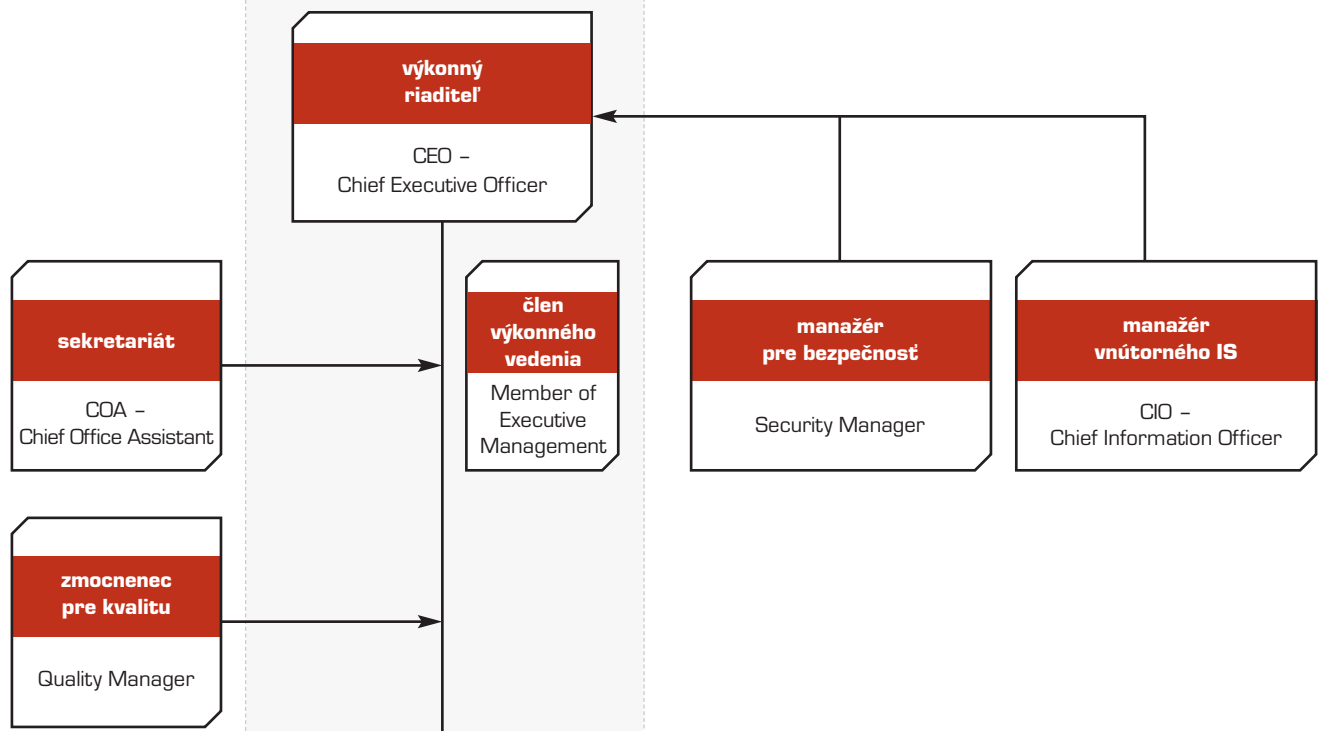 výkonný
riaditeľ
CEO –
Chief Executive Officer
sekretariát
COA –
Chief Office Assistant
člen
výkonného
vedenia
Member of
Executive
Management
manažér
pre bezpečnosť
Security Manager
manažér
vnútorného IS
CIO –
Chief Information Officer
zmocnenec
pre kvalitu
Quality Manager